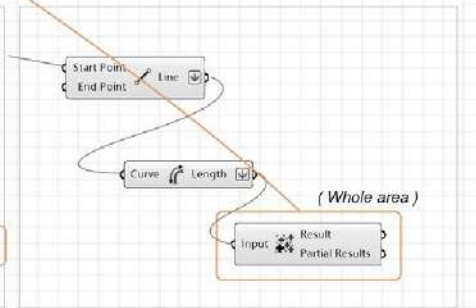 Start Point
End Point
Line
Curve
Length
( Whole area )
Input
Result
Partial Results